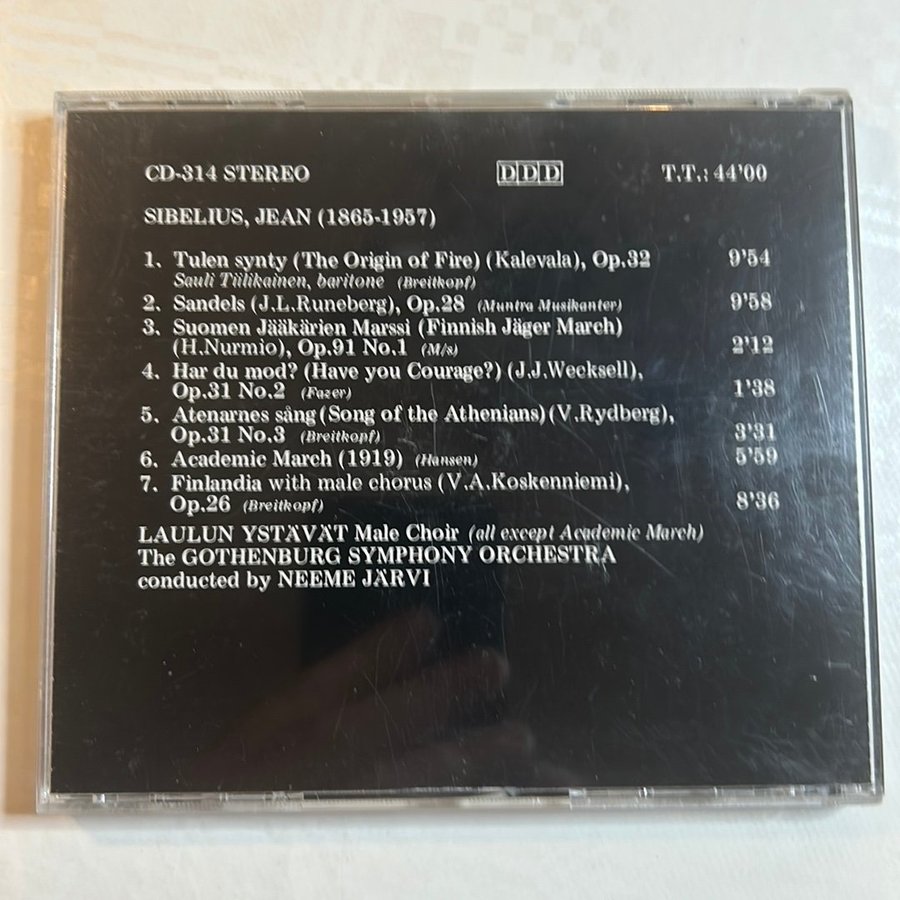 CD-314 STEREO DDD T.T.: 44'00
SIBELIUS, JEAN (1865-1957)
1. Tulen synty (The Origin of Fire) (Kalevala), Op.32 9'54
Sauli Tiilikainen, baritone (Breitkopf)
2. Sandels (J.L.Runeberg), Op.28 (Muntra Musikanter) 9'58
3. Suomen Jääkärien Marssi (Finnish Jäger March)
(H.Nurmio), Op.91 No.1 (M/s) 2'12
4. Har du mod? (Have you Courage?) (J.J.Wecksell),
Op.31 No.2 (Fazer) 1'38
5. Atenarnes sång (Song of the Athenians) (V.Rydberg),
Op.31 No.3 (Breitkopf) 3'31
6. Academic March (1919) (Hansen) 5'59
7. Finlandia with male chorus (V.A.Koskenniemi),
Op.26 (Breitkopf) 8'36
LAULUN YSTÄVÄT Male Choir (all except Academic March)
The GOTHENBURG SYMPHONY ORCHESTRA
conducted by NEEME JÄRVI